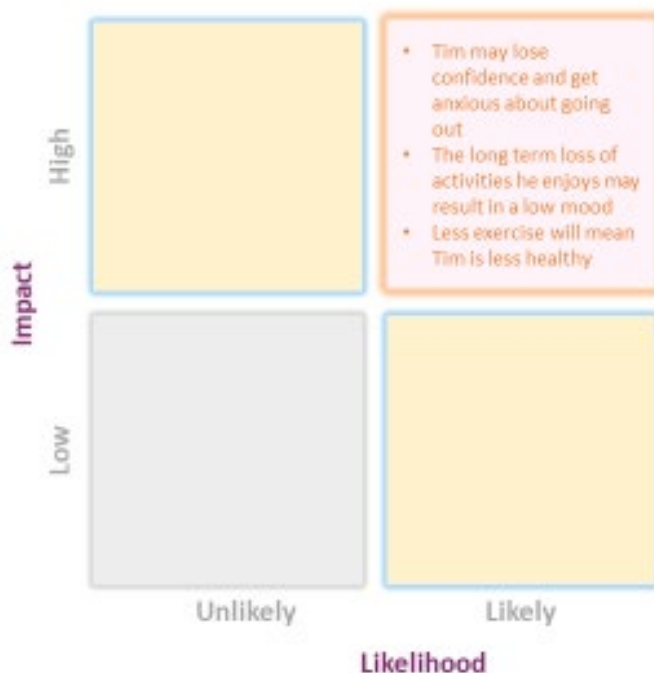 High
• Tim may lose
confidence and get
anxious about going
out
• The long term loss of
activities he enjoys may
result in a low mood
• Less exercise will mean
Tim is less healthy
Impact
Low
Unlikely
Likely
Likelihood